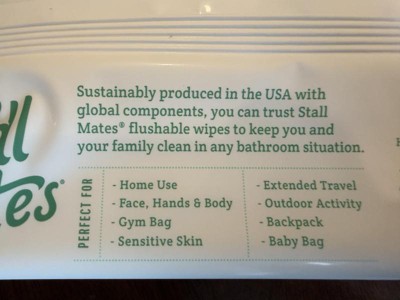 Sustainably produced in the USA with
global components, you can trust Stall
Mates® flushable wipes to keep you and
your family clean in any bathroom situation.
PERFECT FOR
- Home Use
- Face, Hands & Body
- Gym Bag
- Sensitive Skin
- Extended Travel
- Outdoor Activity
- Backpack
- Baby Bag